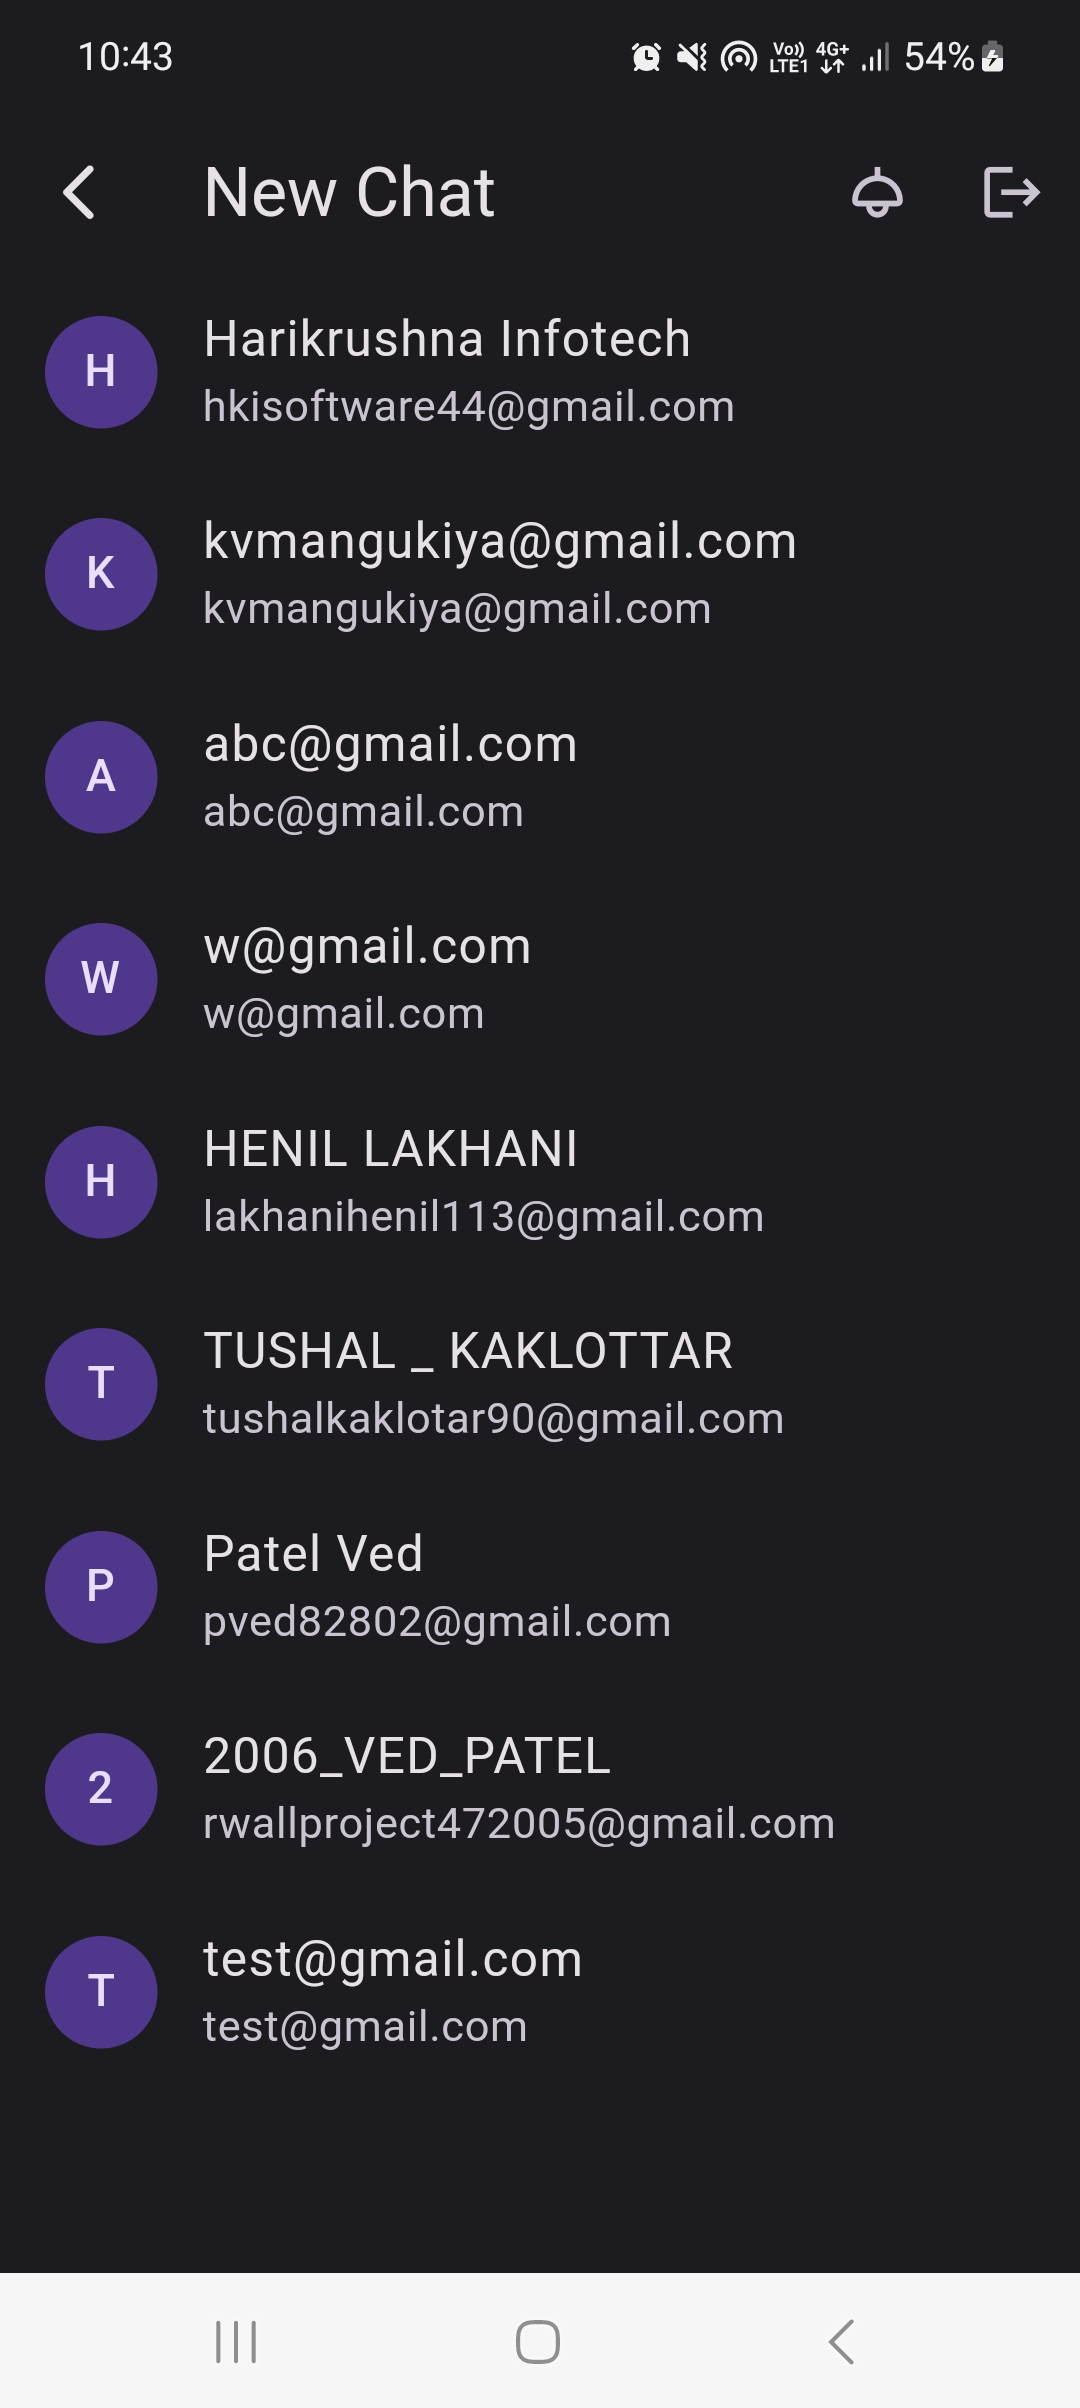 10:43
Vo)) LTE1 4G+ 54%
New Chat
H
Harikrushna Infotech
hkisoftware44@gmail.com
K
kvmangukiya@gmail.com
kvmangukiya@gmail.com
A
abc@gmail.com
abc@gmail.com
W
w@gmail.com
w@gmail.com
H
HENIL LAKHANI
lakhanihenil113@gmail.com
T
TUSHAL _ KAKLOTTAR
tushalkaklotar90@gmail.com
P
Patel Ved
pved82802@gmail.com
2
2006_VED_PATEL
rwallproject472005@gmail.com
T
test@gmail.com
test@gmail.com